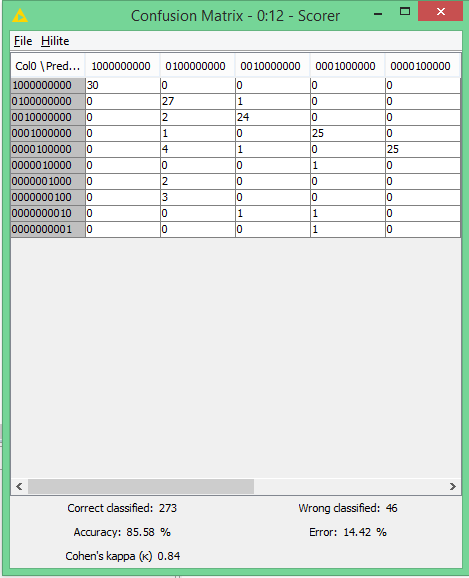 Confusion Matrix - 0:12 - Scorer
File Hilite
Col0 \ Pred... 1000000000 0100000000 0010000000 0001000000 0000100000
1000000000 30 0 0 0 0
0100000000 0 27 1 0 0
0010000000 0 2 24 0 0
0001000000 0 1 0 25 0
0000100000 0 4 1 0 25
0000010000 0 0 0 1 0
0000001000 0 2 0 0 0
0000000100 0 3 0 0 0
0000000010 0 0 1 1 0
0000000001 0 0 0 1 0
Correct classified: 273 Wrong classified: 46
Accuracy: 85.58 % Error: 14.42 %
Cohen's kappa (κ) 0.84